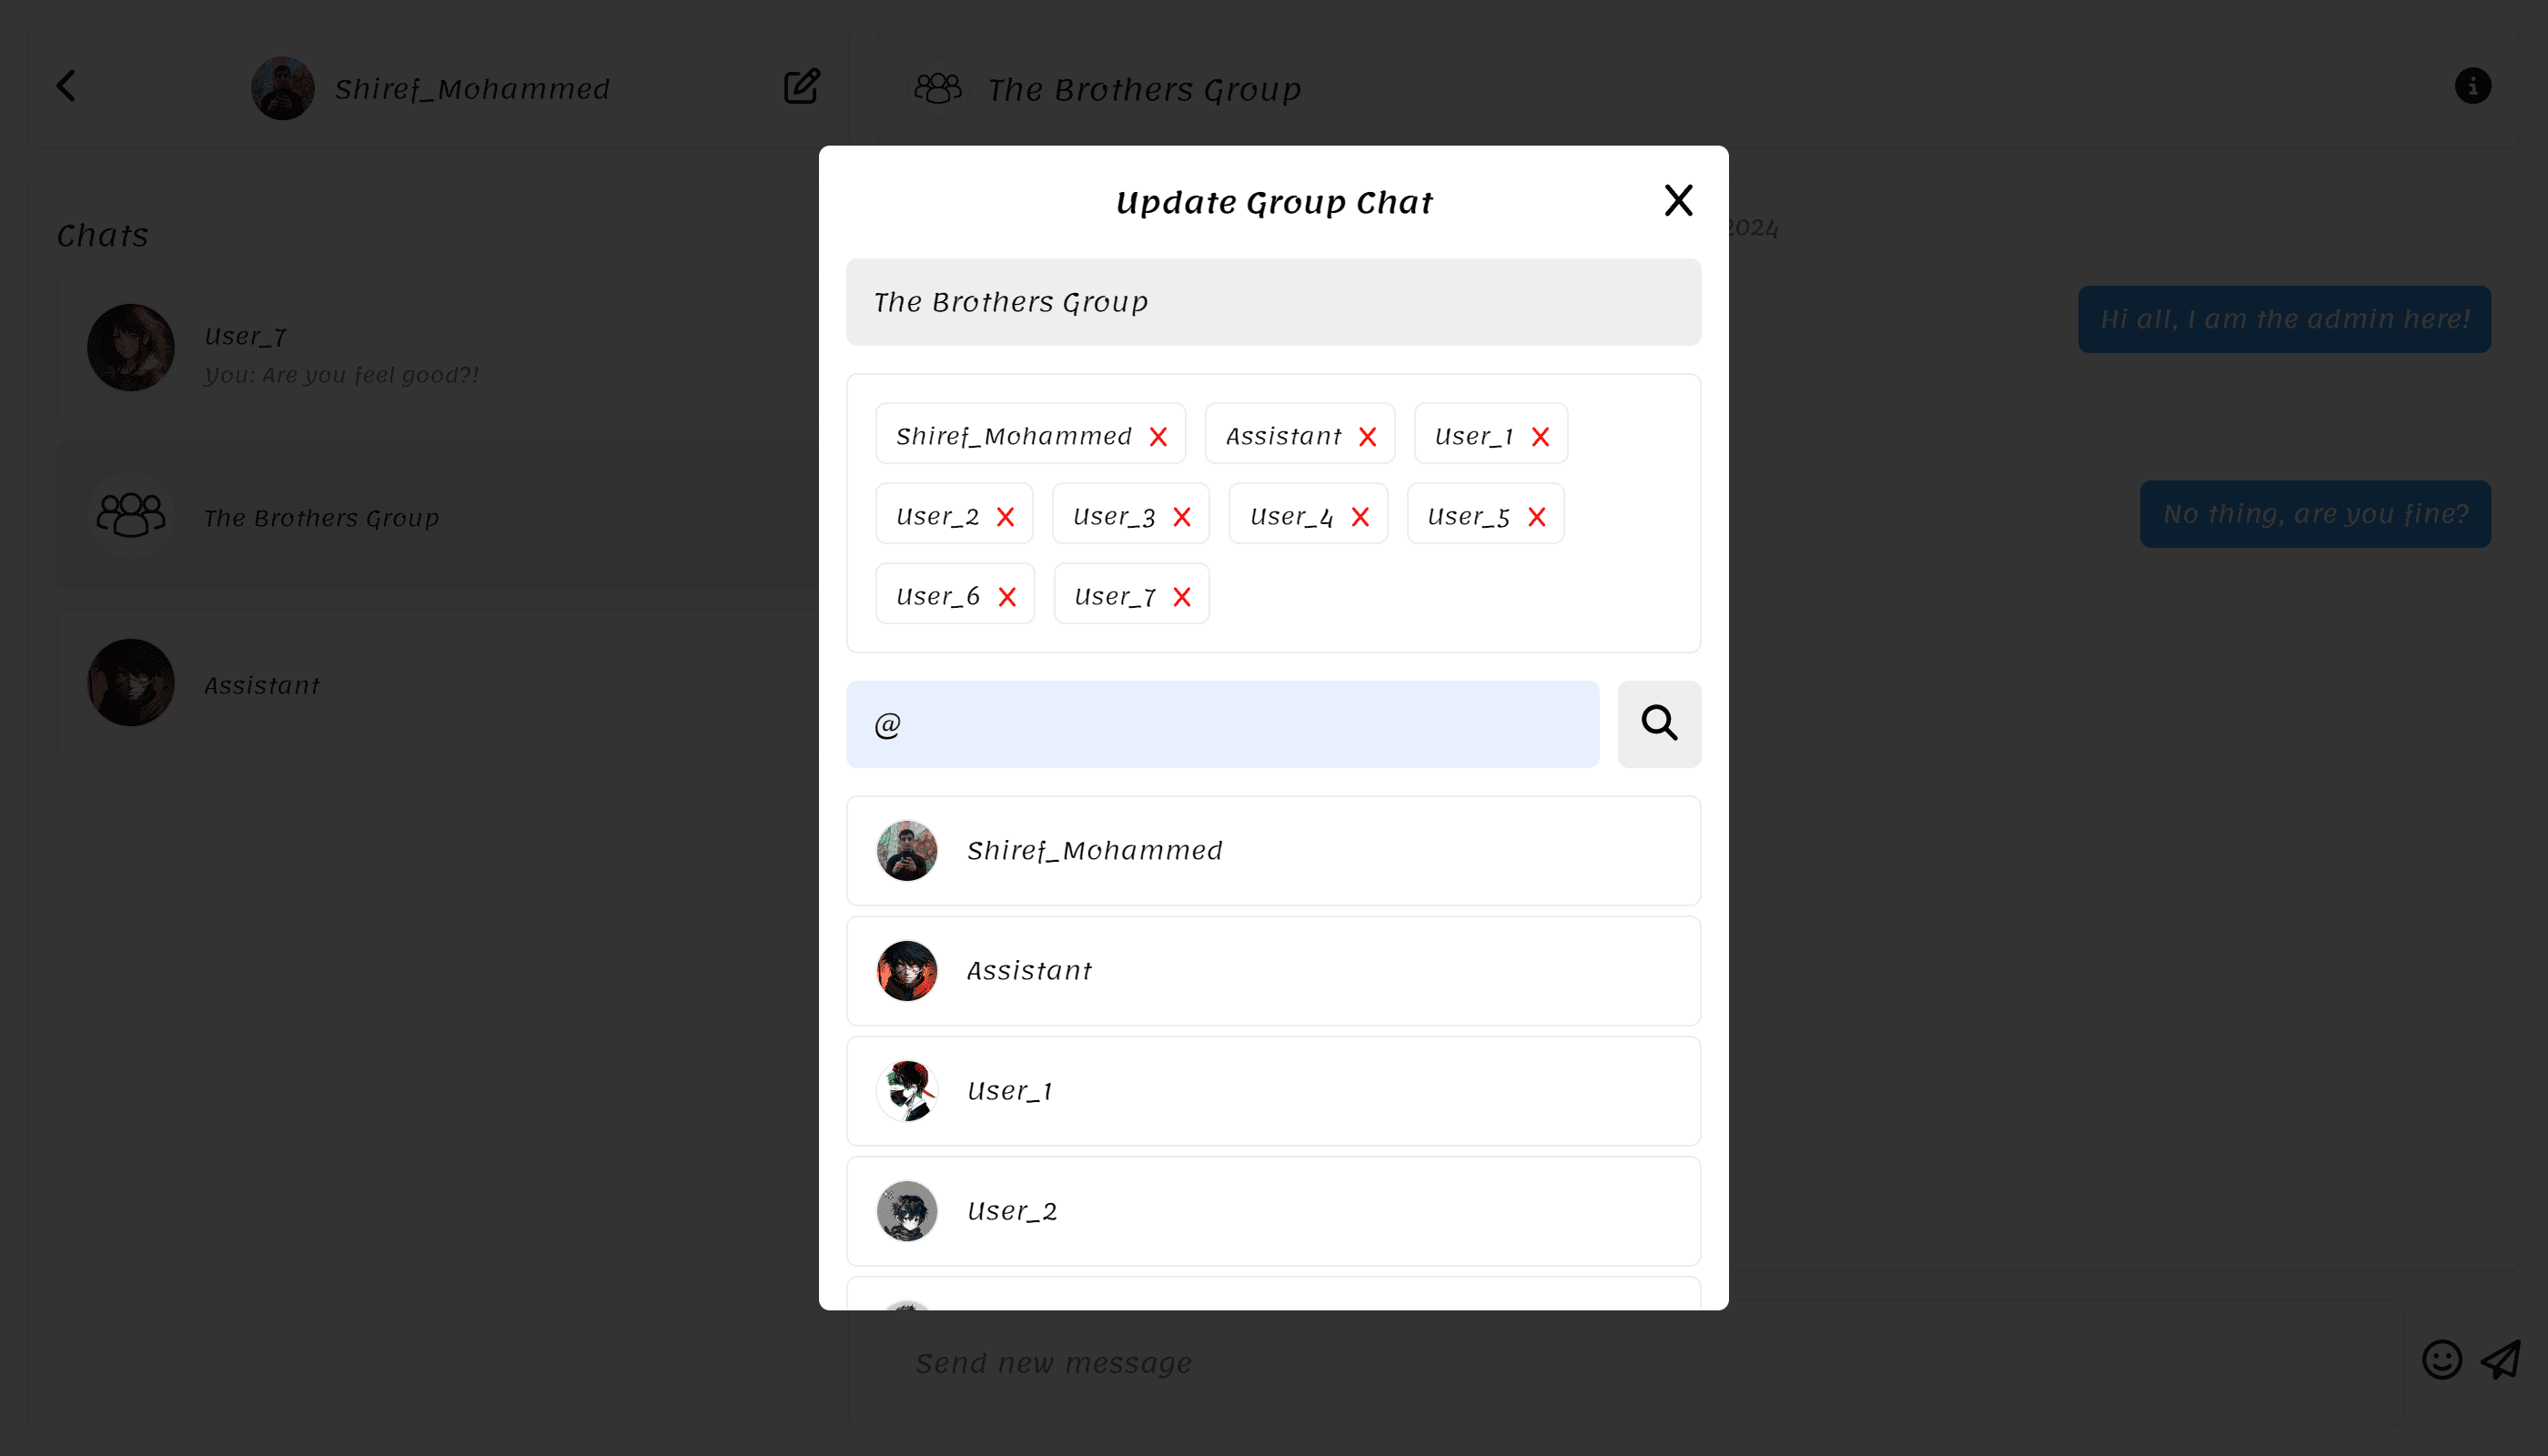 Shiref_Mohammed
The Brothers Group
Chats
User_7
You: Are you feel good?!
The Brothers Group
Assistant
2024
Hi all, I am the admin here!
No thing, are you fine?
Send new message
Update Group Chat
The Brothers Group
Shiref_Mohammed X Assistant X User_1 X
User_2 X User_3 X User_4 X User_5 X
User_6 X User_7 X
@
Shiref_Mohammed
Assistant
User_1
User_2